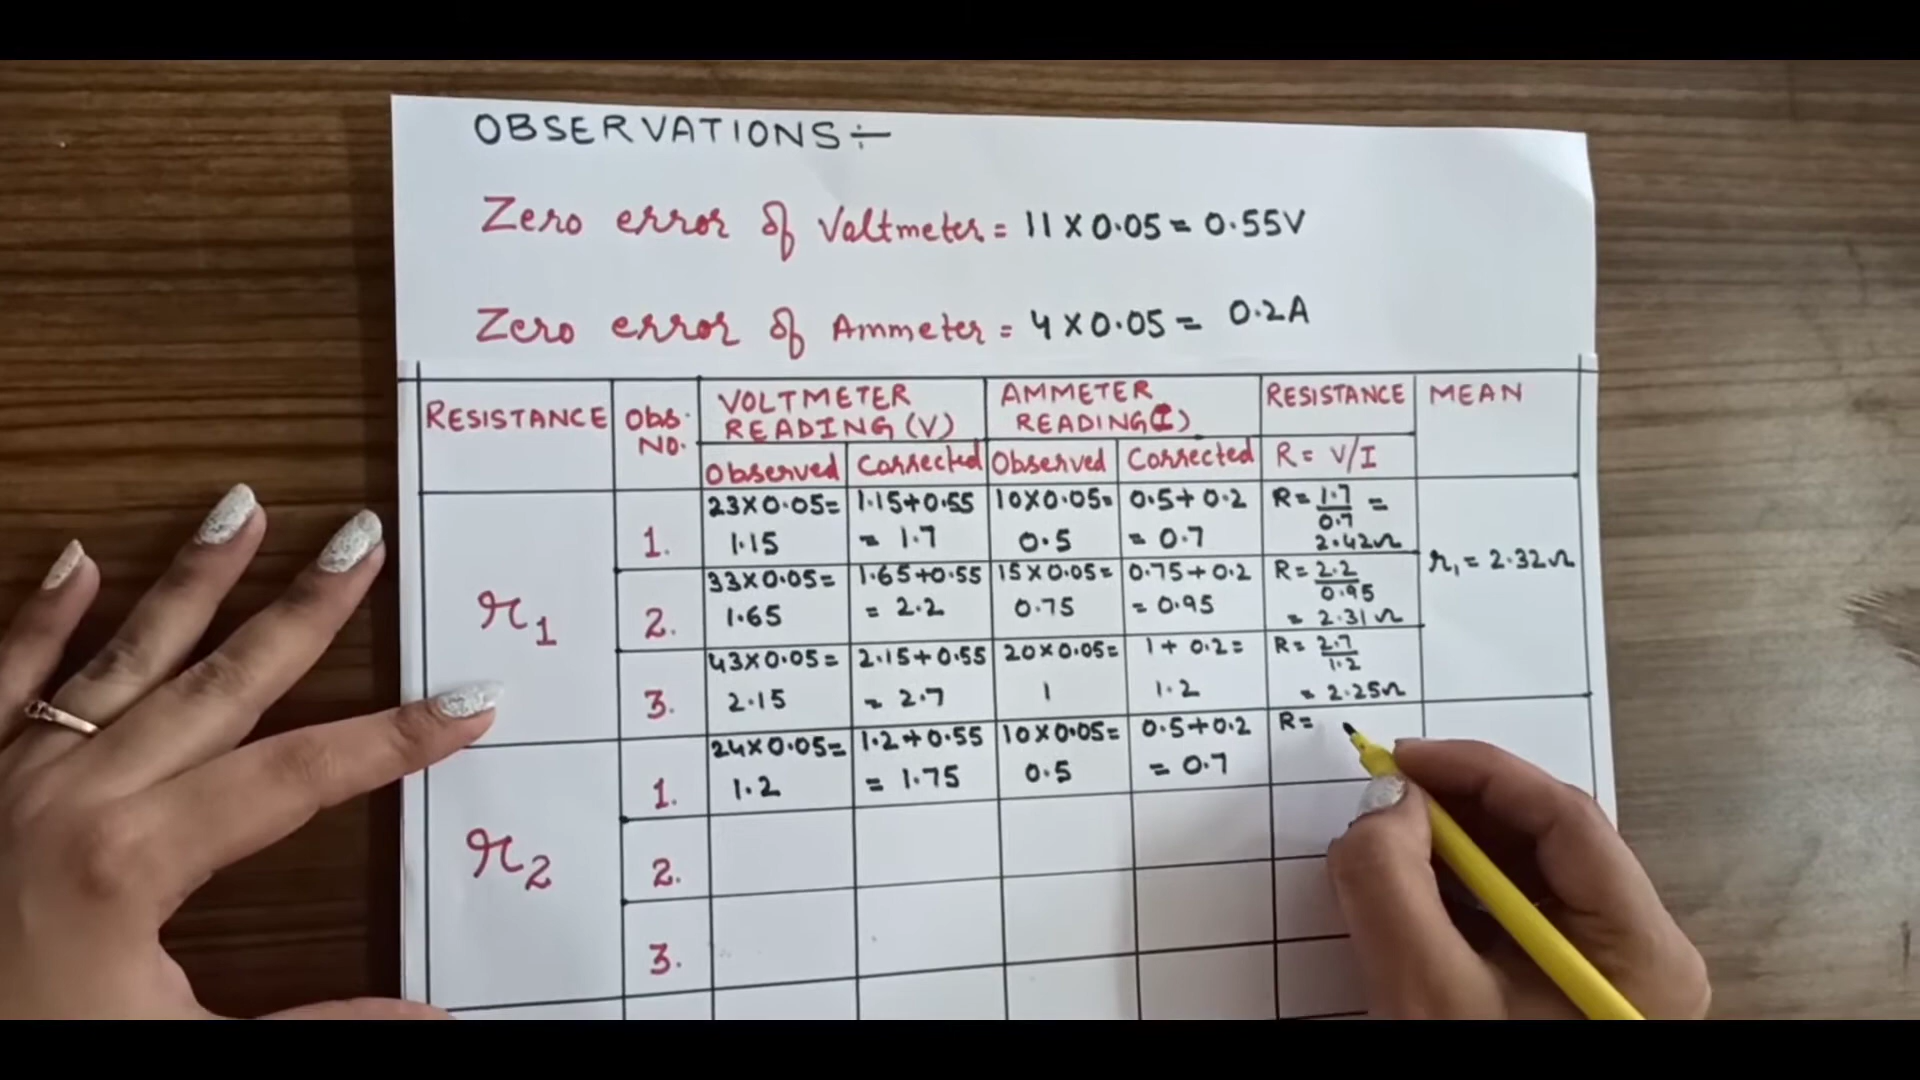 OBSERVATIONS÷
Zero error of Voltmeter = 11 X 0.05 = 0.55V
Zero error of Ammeter = 4 X 0.05 = 0.2A
RESISTANCE
Obs.
NO.
VOLTMETER
READING (V)
AMMETER
READING(I)
RESISTANCE
MEAN
Observed
Corrected
Observed
Corrected
R = V/I
r1
1.
23X0.05=
1.15
1.15+0.55
= 1.7
10X0.05=
0.5
0.5+0.2
= 0.7
R= 1.7 =
0.7
2.42Ω
r1 = 2.32Ω
2.
33X0.05=
1.65
1.65+0.55
= 2.2
15X0.05=
0.75
0.75+0.2
= 0.95
R= 2.2
0.95
= 2.31Ω
3.
43X0.05=
2.15
2.15+0.55
= 2.7
20X0.05=
1
1+ 0.2=
1.2
R= 2.7
1.2
= 2.25Ω
r2
1.
24X0.05=
1.2
1.2+0.55
= 1.75
10X0.05=
0.5
0.5+0.2
= 0.7
R=
2.
3.